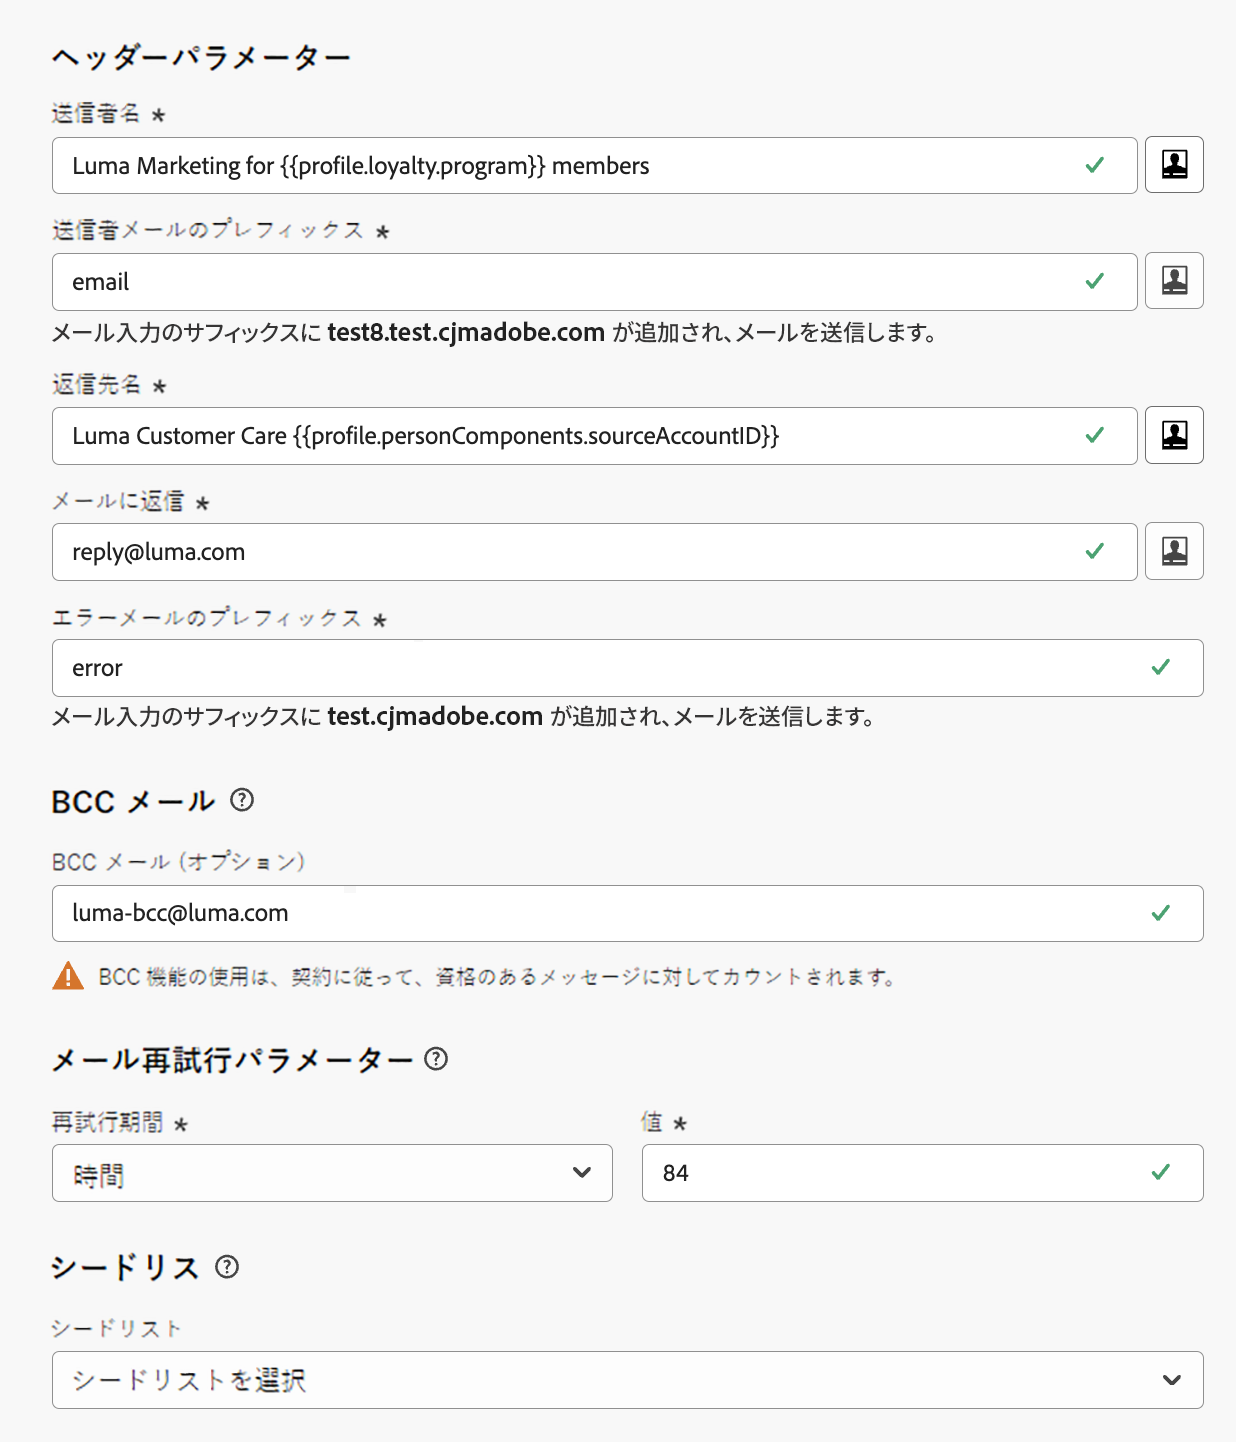 ヘッダーパラメーター
送信者名 *
Luma Marketing for {{profile.loyalty.program}} members
送信者メールのプレフィックス *
email
メール入力のサフィックスに test8.test.cjmadobe.com が追加され、メールを送信します。
返信先名 *
Luma Customer Care {{profile.personComponents.sourceAccountID}}
メールに返信 *
reply@luma.com
エラーメールのプレフィックス *
error
メール入力のサフィックスに test.cjmadobe.com が追加され、メールを送信します。
BCC メール
BCC メール (オプション)
luma-bcc@luma.com
BCC 機能の使用は、契約に従って、資格のあるメッセージに対してカウントされます。
メール再試行パラメーター
再試行期間 * 値 *
時間 84
シードリス
シードリスト
シードリストを選択